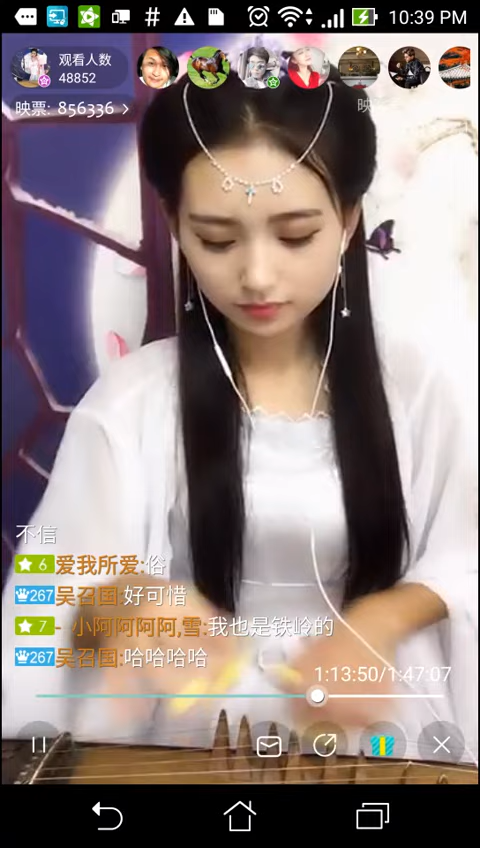 10:39 PM
观看人数
48852
映票: 856336 >
映
不信
6 爱我所爱:俗
267 吴召国:好可惜
7 - 小阿阿阿阿,雪:我也是铁岭的
267 吴召国:哈哈哈哈
1:13:50/1:47:07